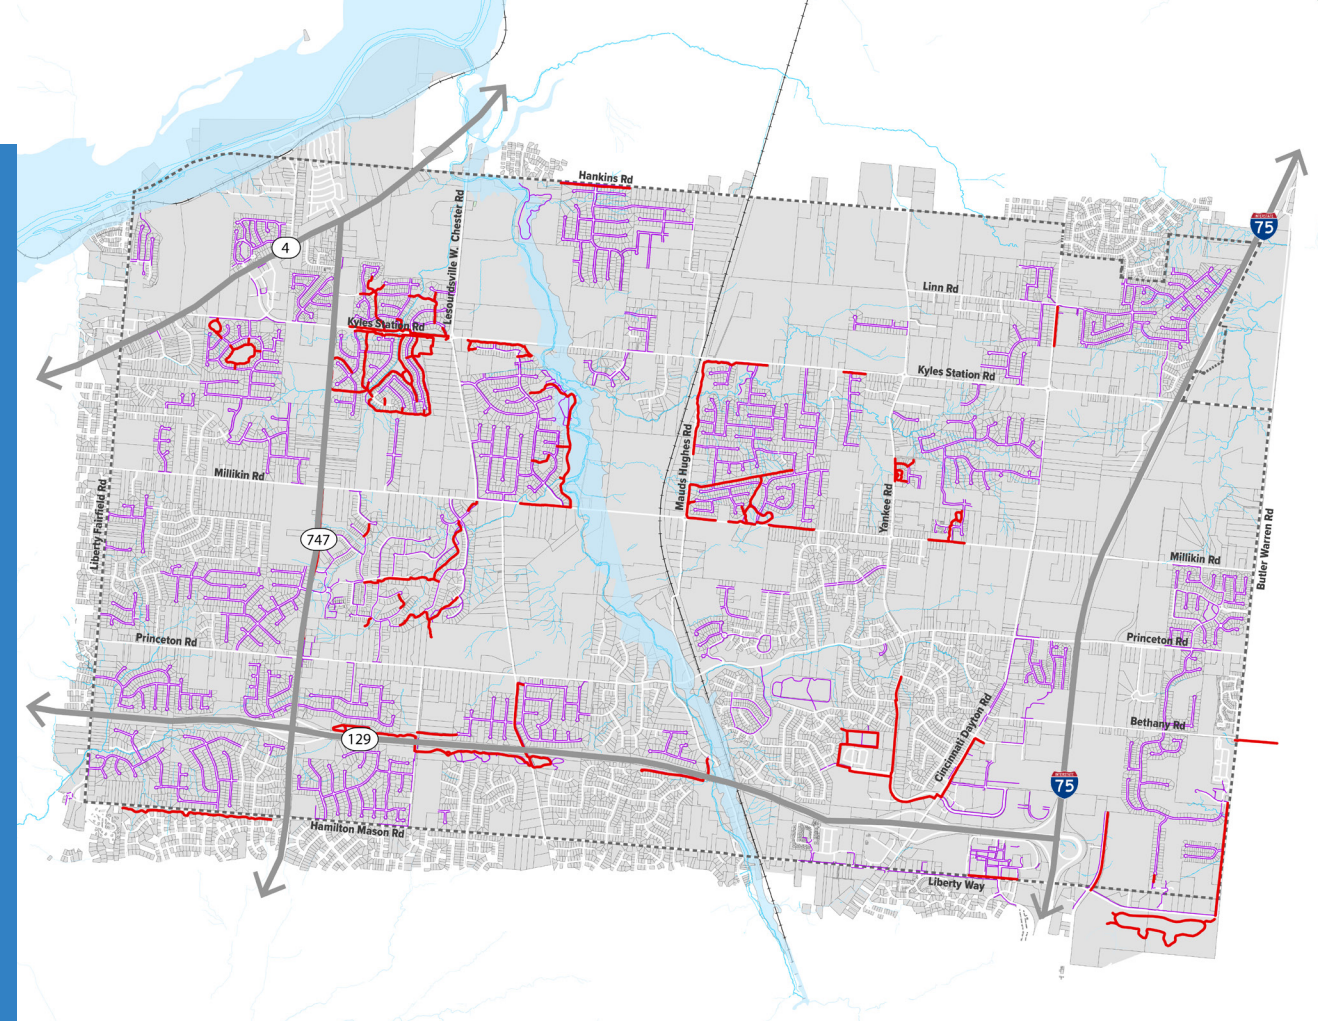 Hankins Rd
Lesourdsville W. Chester Rd
INTERSTATE
75
4
Linn Rd
Kyles Station Rd
Kyles Station Rd
Mauds Hughes Rd
Millikin Rd
Liberty Fairfield Rd
Yankee Rd
Butler Warren Rd
747
Millikin Rd
Princeton Rd
Princeton Rd
Cincinnati Dayton Rd
Bethany Rd
129
INTERSTATE
75
Hamilton Mason Rd
Liberty Way